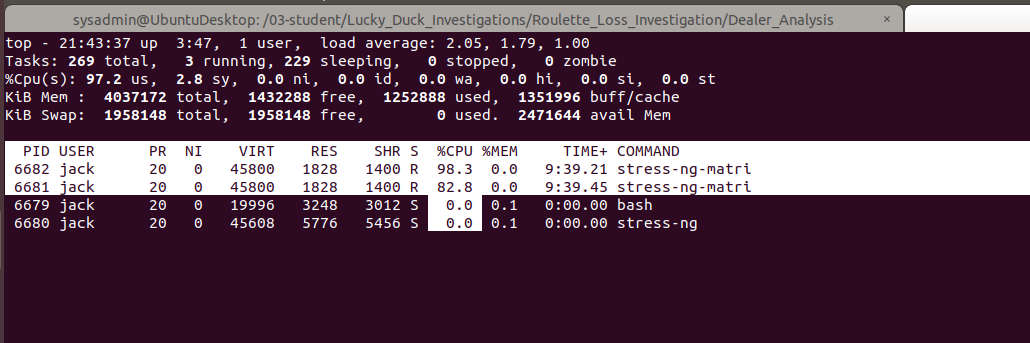 sysadmin@UbuntuDesktop: /03-student/Lucky_Duck_Investigations/Roulette_Loss_Investigation/Dealer_Analysis ×
top - 21:43:37 up  3:47,  1 user,  load average: 2.05, 1.79, 1.00
Tasks: 269 total,   3 running, 229 sleeping,   0 stopped,   0 zombie
%Cpu(s): 97.2 us,  2.8 sy,  0.0 ni,  0.0 id,  0.0 wa,  0.0 hi,  0.0 si,  0.0 st
KiB Mem :  4037172 total,  1432288 free,  1252888 used,  1351996 buff/cache
KiB Swap:  1958148 total,  1958148 free,        0 used.  2471644 avail Mem
PID USER      PR  NI    VIRT    RES    SHR S  %CPU %MEM     TIME+ COMMAND
6682 jack      20   0   45800   1828   1400 R  98.3  0.0   9:39.21 stress-ng-matri
6681 jack      20   0   45800   1828   1400 R  82.8  0.0   9:39.45 stress-ng-matri
6679 jack      20   0   19996   3248   3012 S   0.0  0.1   0:00.00 bash
6680 jack      20   0   45608   5776   5456 S   0.0  0.1   0:00.00 stress-ng